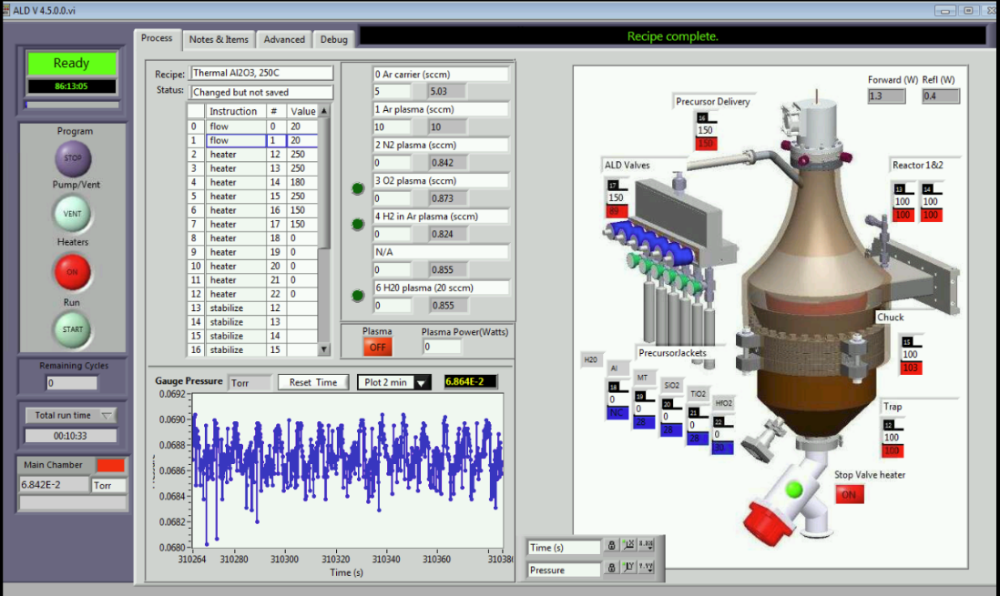 ALD V 4.5.0.0.vi
Ready
86:13:05
Program
STOP
Pump/Vent
VENT
Heaters
ON
Run
START
Remaining Cycles
0
Total run time
00:10:33
Main Chamber
6.842E-2 Torr
Process Notes & Items Advanced Debug
Recipe complete.
Recipe: Thermal Al2O3, 250C
Status: Changed but not saved
Instruction # Value
0 flow 0 20
1 flow 1 20
2 heater 12 250
3 heater 13 250
4 heater 14 180
5 heater 15 250
6 heater 16 150
7 heater 17 150
8 heater 18 0
9 heater 19 0
10 heater 20 0
11 heater 21 0
12 heater 22 0
13 stabilize 12
14 stabilize 13
15 stabilize 14
16 stabilize 15
0 Ar carrier (sccm)
5 5.03
1 Ar plasma (sccm)
10 10
2 N2 plasma (sccm)
0 0.842
3 O2 plasma (sccm)
0 0.873
4 H2 in Ar plasma (sccm)
0 0.824
N/A
0 0.855
6 H20 plasma (20 sccm)
0 0.855
Plasma
OFF
Plasma Power(Watts)
0
Gauge Pressure Torr Reset Time Plot 2 min 6.864E-2
0.0692
0.0690
0.0688
0.0686
0.0684
0.0682
0.0680
310264 310280 310300 310320 310340 310360 310380
Time (s)
Time (s)
Pressure
Forward (W) Refl (W)
1.3 0.4
Precursor Delivery
16
150
150
ALD Valves
17
150
89
Reactor 1&2
13 14
100 100
100 100
Chuck
15
100
103
Trap
12
100
100
Stop Valve heater
ON
PrecursorJackets
H20
Al
18
0
NC
MT
19
0
28
SiO2
20
0
28
TiO2
21
0
28
HfO2
22
0
30